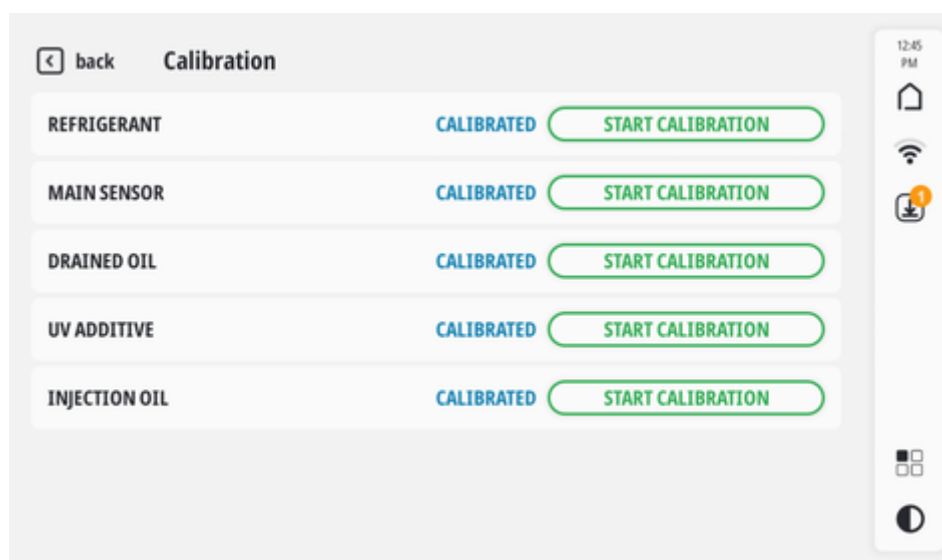 back Calibration
REFRIGERANT CALIBRATED START CALIBRATION
MAIN SENSOR CALIBRATED START CALIBRATION
DRAINED OIL CALIBRATED START CALIBRATION
UV ADDITIVE CALIBRATED START CALIBRATION
INJECTION OIL CALIBRATED START CALIBRATION
12:45
PM
1